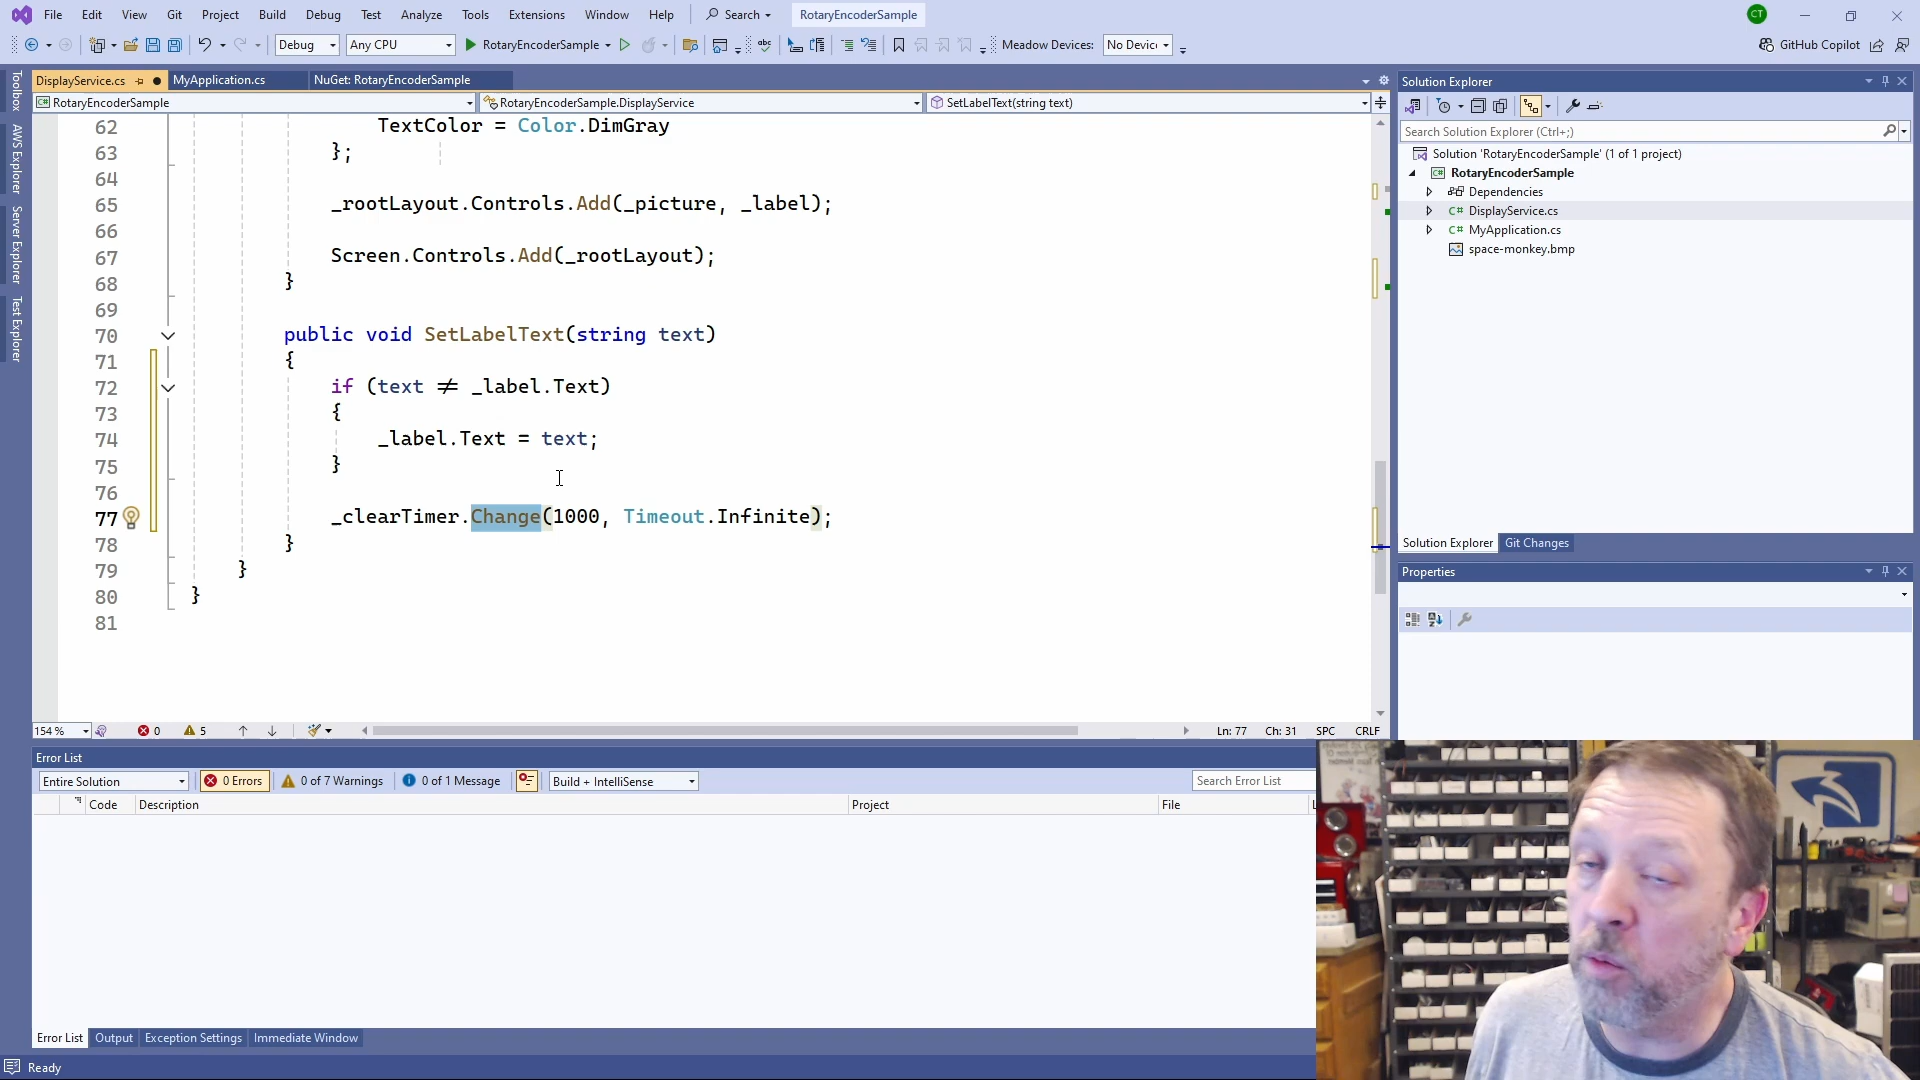 File Edit View Git Project Build Debug Test Analyze Tools Extensions Window Help Search RotaryEncoderSample CT
Debug Any CPU RotaryEncoderSample Meadow Devices: No Devic GitHub Copilot
DisplayService.cs MyApplication.cs NuGet: RotaryEncoderSample
RotaryEncoderSample RotaryEncoderSample.DisplayService SetLabelText(string text)
Toolbox
AWS Explorer
Server Explorer
Test Explorer
62 TextColor = Color.DimGray
63 };
64
65 _rootLayout.Controls.Add(_picture, _label);
66
67 Screen.Controls.Add(_rootLayout);
68 }
69
70 public void SetLabelText(string text)
71 {
72 if (text ≠ _label.Text)
73 {
74 _label.Text = text;
75 }
76
77 _clearTimer.Change(1000, Timeout.Infinite);
78 }
79 }
80 }
81
154 % 0 5 Ln: 77 Ch: 31 SPC CRLF
Error List
Entire Solution 0 Errors 0 of 7 Warnings 0 of 1 Message Build + IntelliSense Search Error List
Code Description Project File L
Error List Output Exception Settings Immediate Window
Ready
Solution Explorer
Search Solution Explorer (Ctrl+;)
Solution 'RotaryEncoderSample' (1 of 1 project)
RotaryEncoderSample
Dependencies
C# DisplayService.cs
C# MyApplication.cs
space-monkey.bmp
Solution Explorer Git Changes
Properties